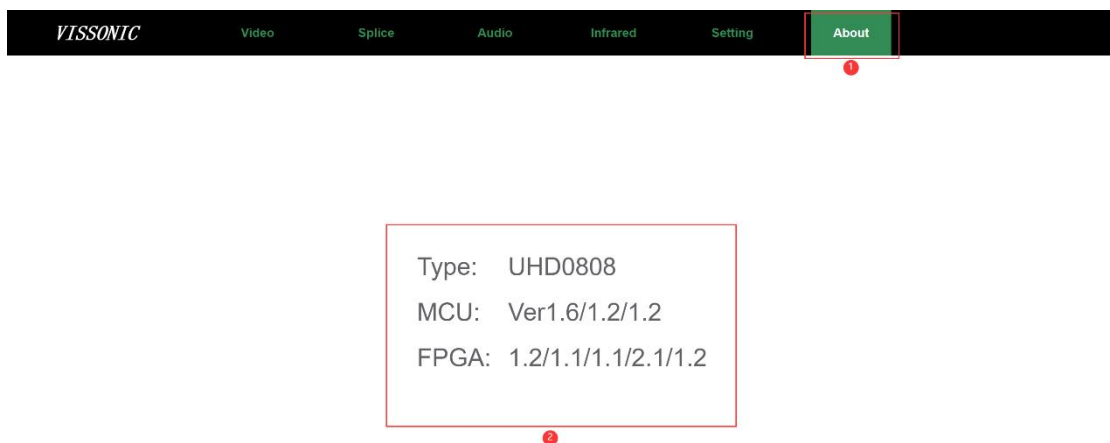 VISSONIC Video Splice Audio Infrared Setting About
1
Type: UHD0808
MCU: Ver1.6/1.2/1.2
FPGA: 1.2/1.1/1.1/2.1/1.2
2